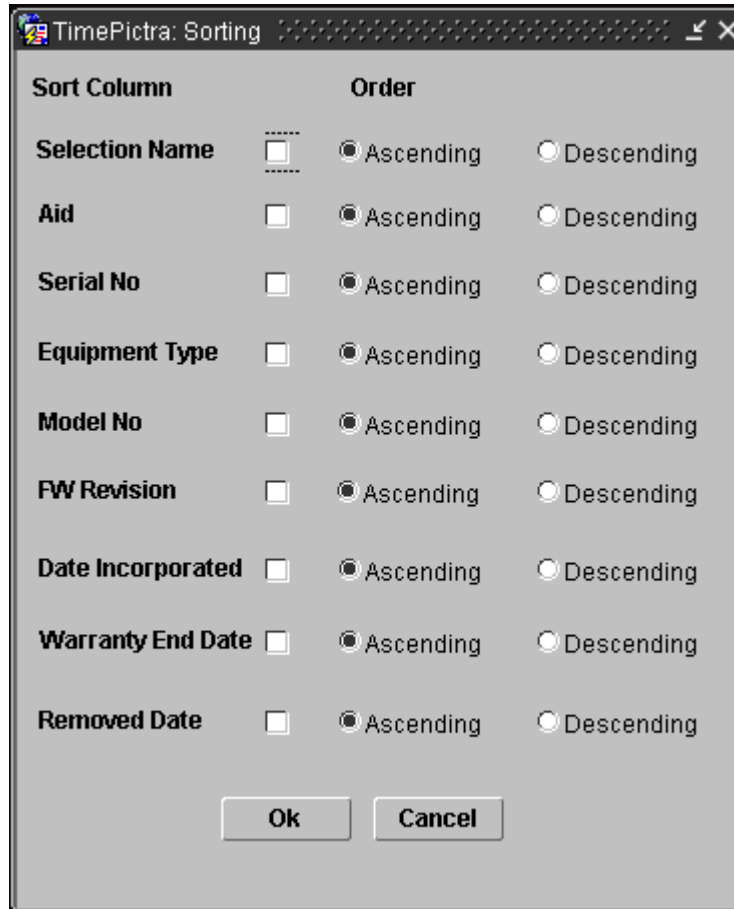 TimePictra: Sorting
Sort Column Order
Selection Name Ascending Descending
Aid Ascending Descending
Serial No Ascending Descending
Equipment Type Ascending Descending
Model No Ascending Descending
FW Revision Ascending Descending
Date Incorporated Ascending Descending
Warranty End Date Ascending Descending
Removed Date Ascending Descending
Ok Cancel